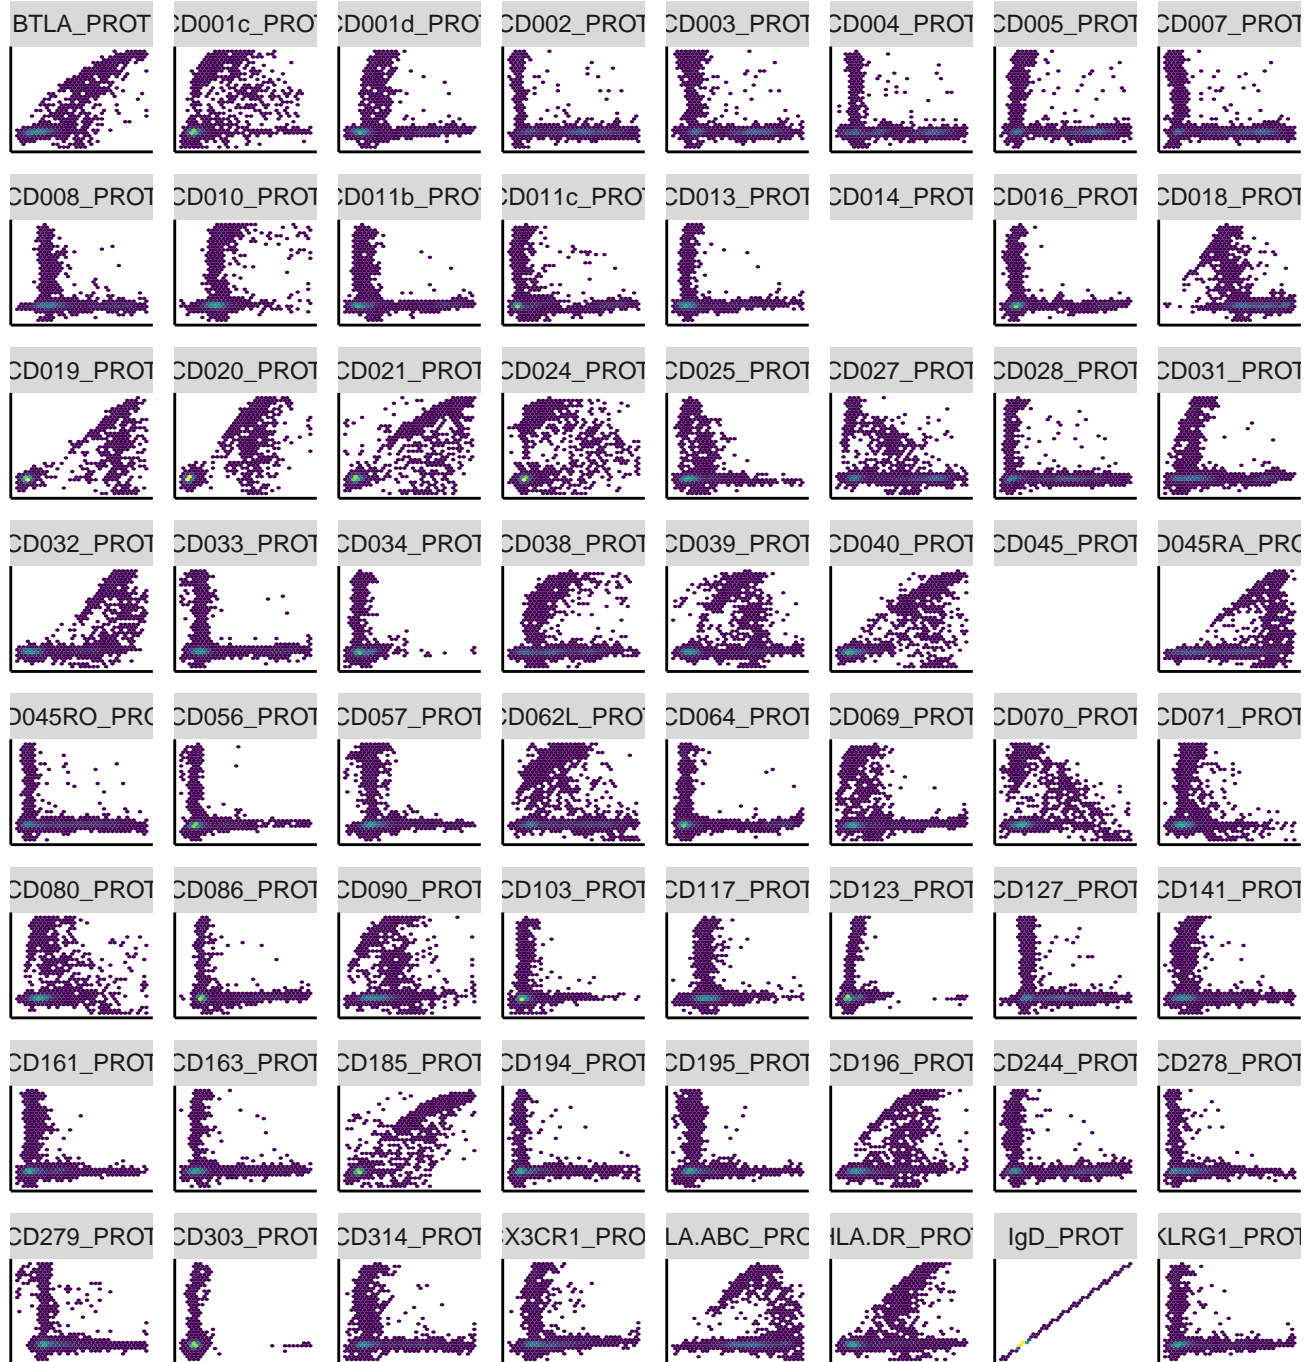 BTLA_PROT CD001c_PROT CD001d_PROT CD002_PROT CD003_PROT CD004_PROT CD005_PROT CD007_PROT
CD008_PROT CD010_PROT CD011b_PROT CD011c_PROT CD013_PROT CD014_PROT CD016_PROT CD018_PROT
CD019_PROT CD020_PROT CD021_PROT CD024_PROT CD025_PROT CD027_PROT CD028_PROT CD031_PROT
CD032_PROT CD033_PROT CD034_PROT CD038_PROT CD039_PROT CD040_PROT CD045_PROT D045RA_PRO
D045RO_PRO CD056_PROT CD057_PROT CD062L_PROT CD064_PROT CD069_PROT CD070_PROT CD071_PROT
CD080_PROT CD086_PROT CD090_PROT CD103_PROT CD117_PROT CD123_PROT CD127_PROT CD141_PROT
CD161_PROT CD163_PROT CD185_PROT CD194_PROT CD195_PROT CD196_PROT CD244_PROT CD278_PROT
CD279_PROT CD303_PROT CD314_PROT CX3CR1_PRO LA.ABC_PRO HLA.DR_PROT IgD_PROT KLRG1_PROT